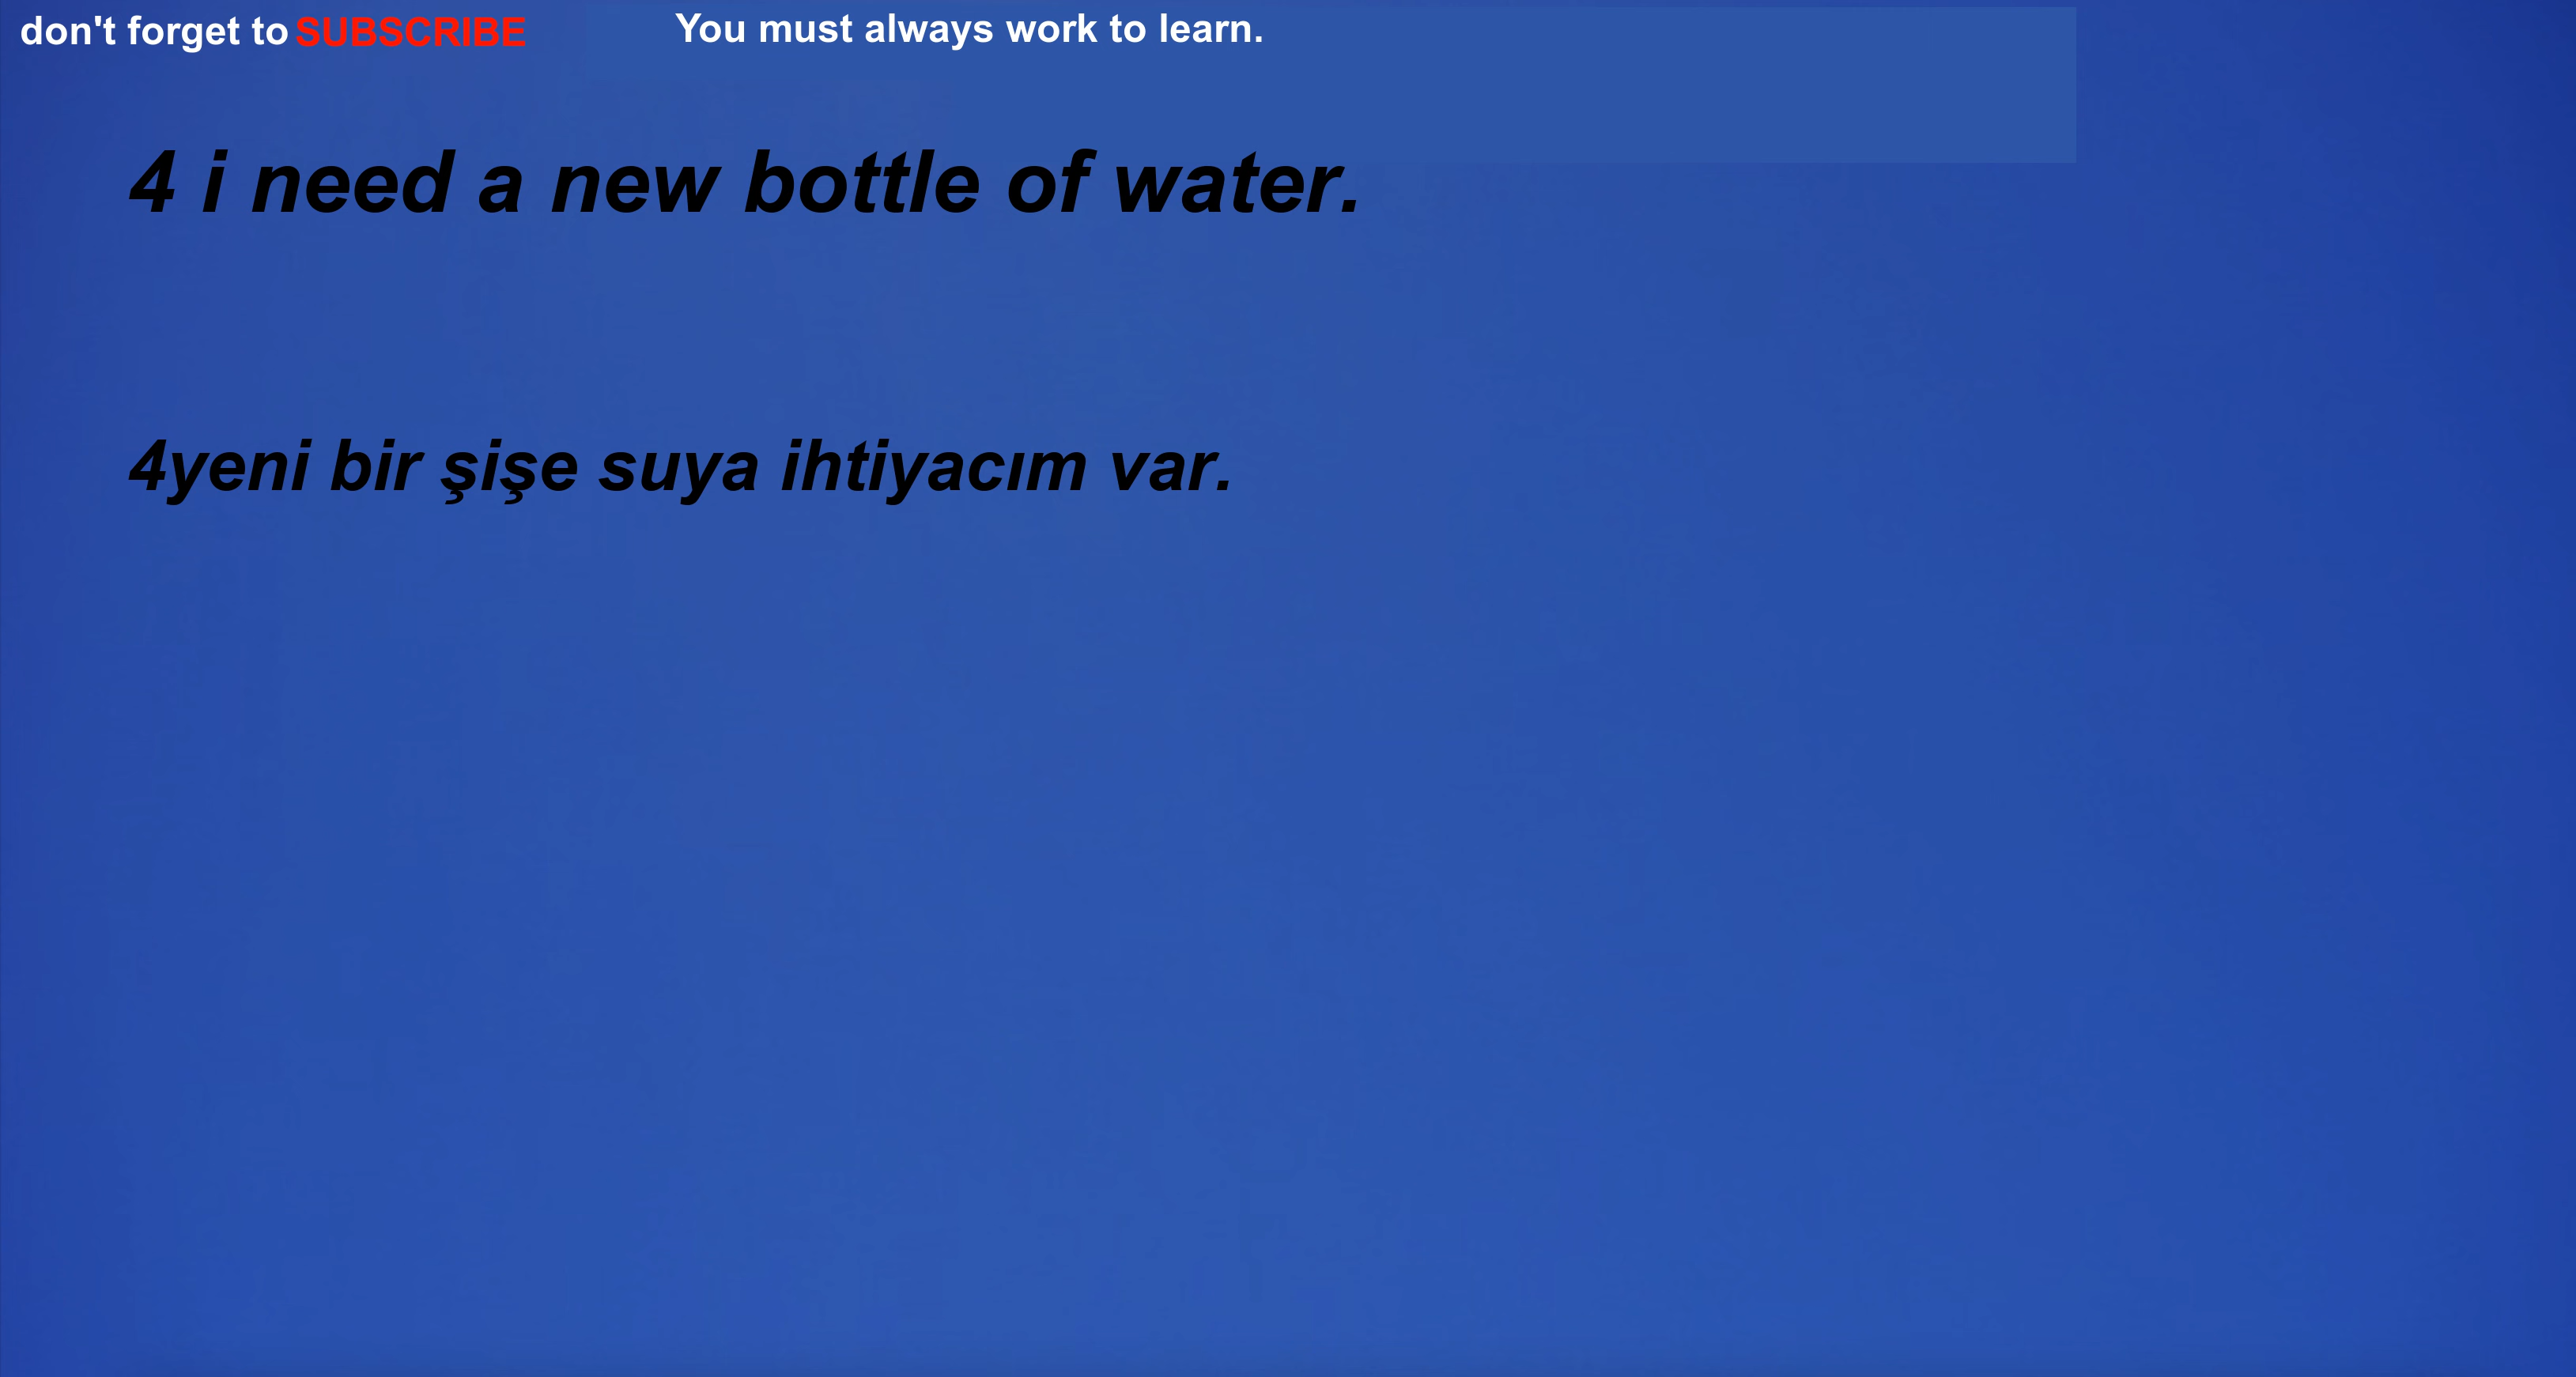 don't forget to SUBSCRIBE You must always work to learn.
4 i need a new bottle of water.
4yeni bir şişe suya ihtiyacım var.